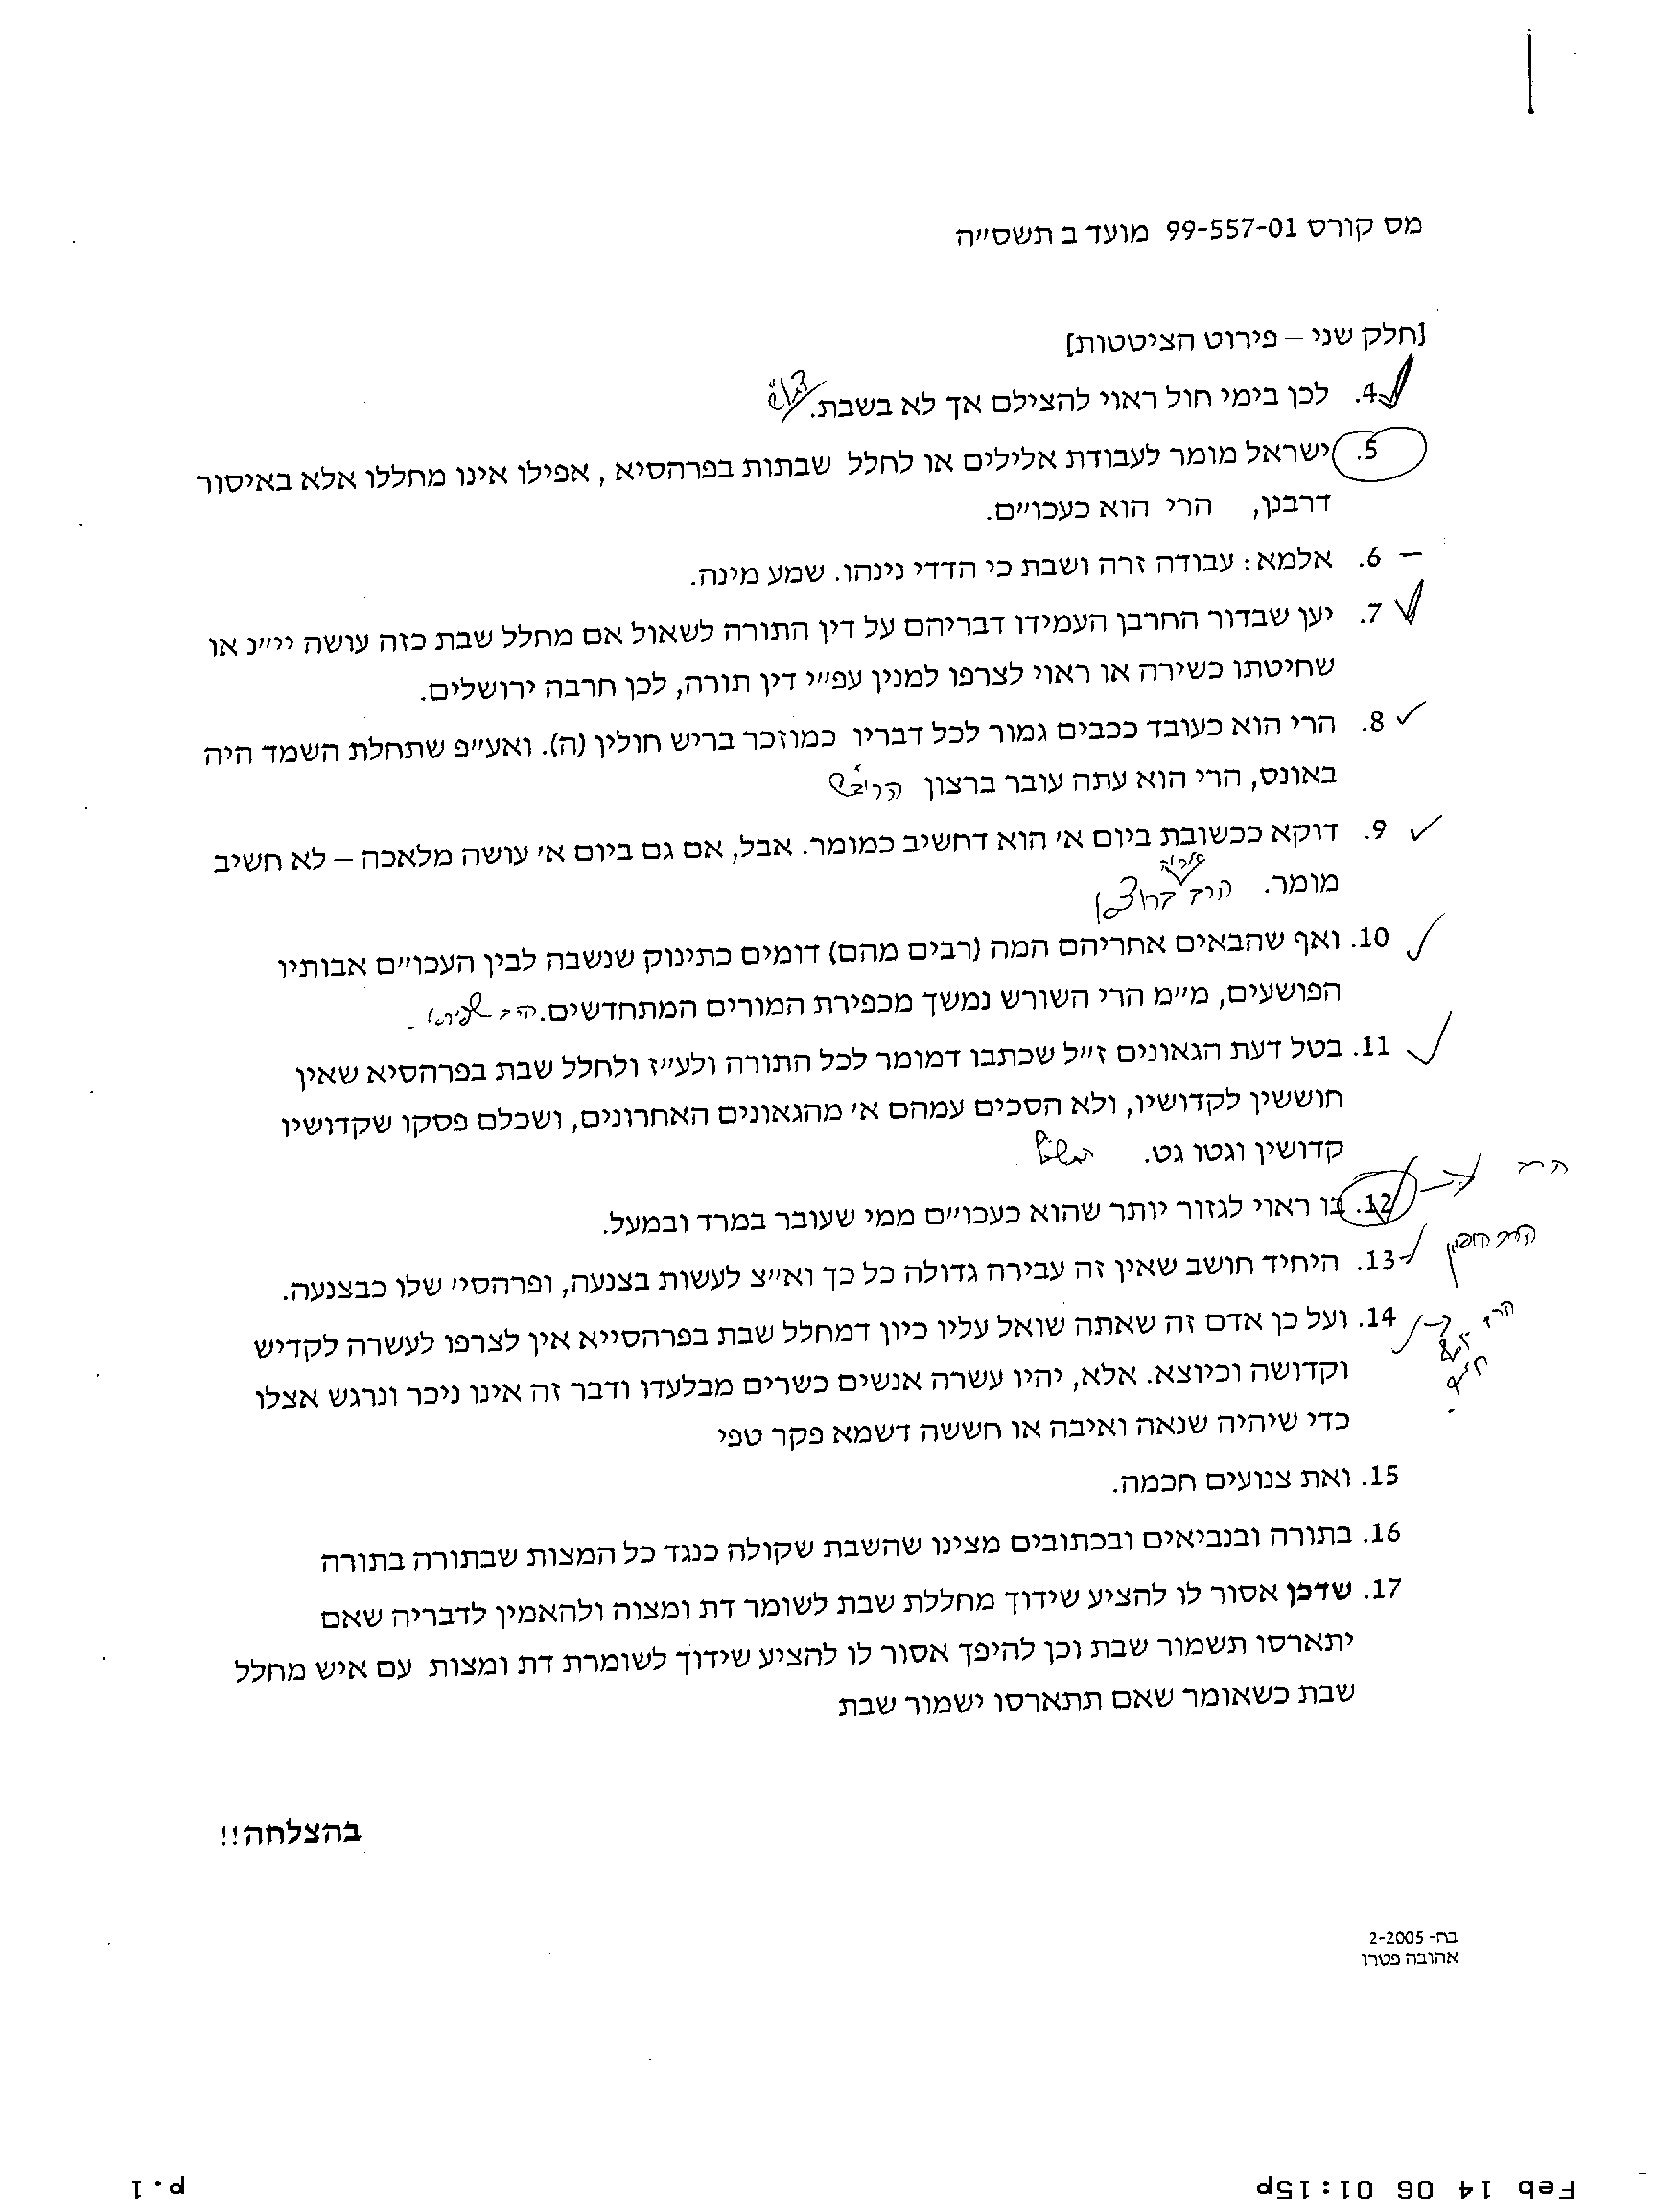 מס קורס 99-557-01 מועד ב תשס״ה
[חלק שני – פירוט הציטטות]
4. לכן בימי חול ראוי להצילם אך לא בשבת.
5. ישראל מומר לעבודת אלילים או לחלל שבתות בפרהסיא , אפילו אינו מחללו אלא באיסור
דרבנן, הרי הוא כעכו״ם.
– 6. אלמא: עבודה זרה ושבת כי הדדי נינהו. שמע מינה.
7. יען שבדור החרבן העמידו דבריהם על דין התורה לשאול אם מחלל שבת כזה עושה יי״נ או
שחיטתו כשירה או ראוי לצרפו למנין עפ״י דין תורה, לכן חרבה ירושלים.
8. הרי הוא כעובד ככבים גמור לכל דבריו כמוזכר בריש חולין (ה). ואע״פ שתחלת השמד היה
באונס, הרי הוא עתה עובר ברצון הריב״ש
9. דוקא ככשובת ביום א׳ הוא דחשיב כמומר. אבל, אם גם ביום א׳ עושה מלאכה – לא חשיב
מומר. הרב
10. ואף שהבאים אחריהם המה (רבים מהם) דומים כתינוק שנשבה לבין העכו״ם אבותיו
הפושעים, מ״מ הרי השורש נמשך מכפירת המורים המתחדשים. הרב
11. בטל דעת הגאונים ז״ל שכתבו דמומר לכל התורה ולע״ז ולחלל שבת בפרהסיא שאין
חוששין לקדושיו, ולא הסכים עמהם א׳ מהגאונים האחרונים, ושכלם פסקו שקדושיו
קדושין וגטו גט.
12. בו ראוי לגזור יותר שהוא כעכו״ם ממי שעובר במרד ובמעל.
הרב
13. היחיד חושב שאין זה עבירה גדולה כל כך וא״צ לעשות בצנעה, ופרהסי׳ שלו כבצנעה.
הרב הופמן
14. ועל כן אדם זה שאתה שואל עליו כיון דמחלל שבת בפרהסייא אין לצרפו לעשרה לקדיש
וקדושה וכיוצא. אלא, יהיו עשרה אנשים כשרים מבלעדו ודבר זה אינו ניכר ונרגש אצלו
כדי שיהיה שנאה ואיבה או חששה דשמא פקר טפי
15. ואת צנועים חכמה.
16. בתורה ובנביאים ובכתובים מצינו שהשבת שקולה כנגד כל המצות שבתורה בתורה
17. שדכן אסור לו להציע שידוך מחללת שבת לשומר דת ומצוה ולהאמין לדבריה שאם
יתארסו תשמור שבת וכן להיפך אסור לו להציע שידוך לשומרת דת ומצות עם איש מחלל
שבת כשאומר שאם תתארסו ישמור שבת
בהצלחה!!
בח- 2-2005
אהובה פטרו
Feb 14 06 01:15p
p.1